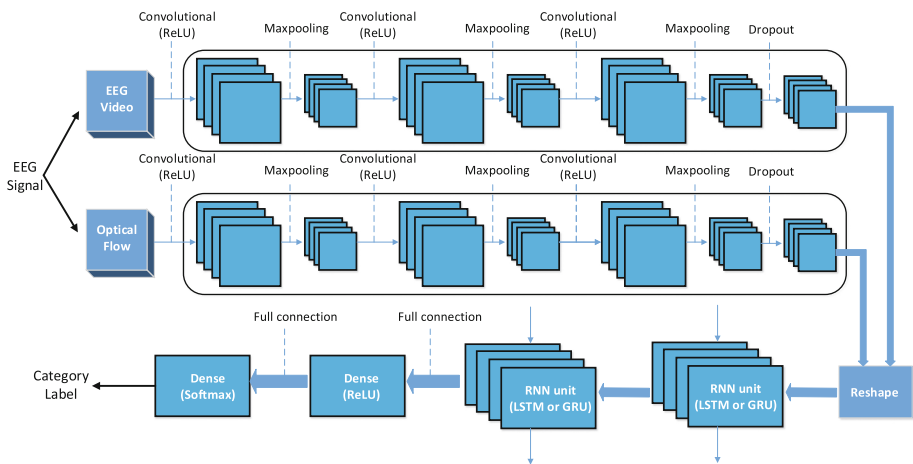 Convolutional
(ReLU)
Maxpooling
Convolutional
(ReLU)
Maxpooling
Convolutional
(ReLU)
Maxpooling
Dropout
EEG
Video
EEG
Signal
Convolutional
(ReLU)
Maxpooling
Convolutional
(ReLU)
Maxpooling
Convolutional
(ReLU)
Maxpooling
Dropout
Optical
Flow
Full connection
Full connection
Category
Label
Dense
(Softmax)
Dense
(ReLU)
RNN unit
(LSTM or GRU)
RNN unit
(LSTM or GRU)
Reshape